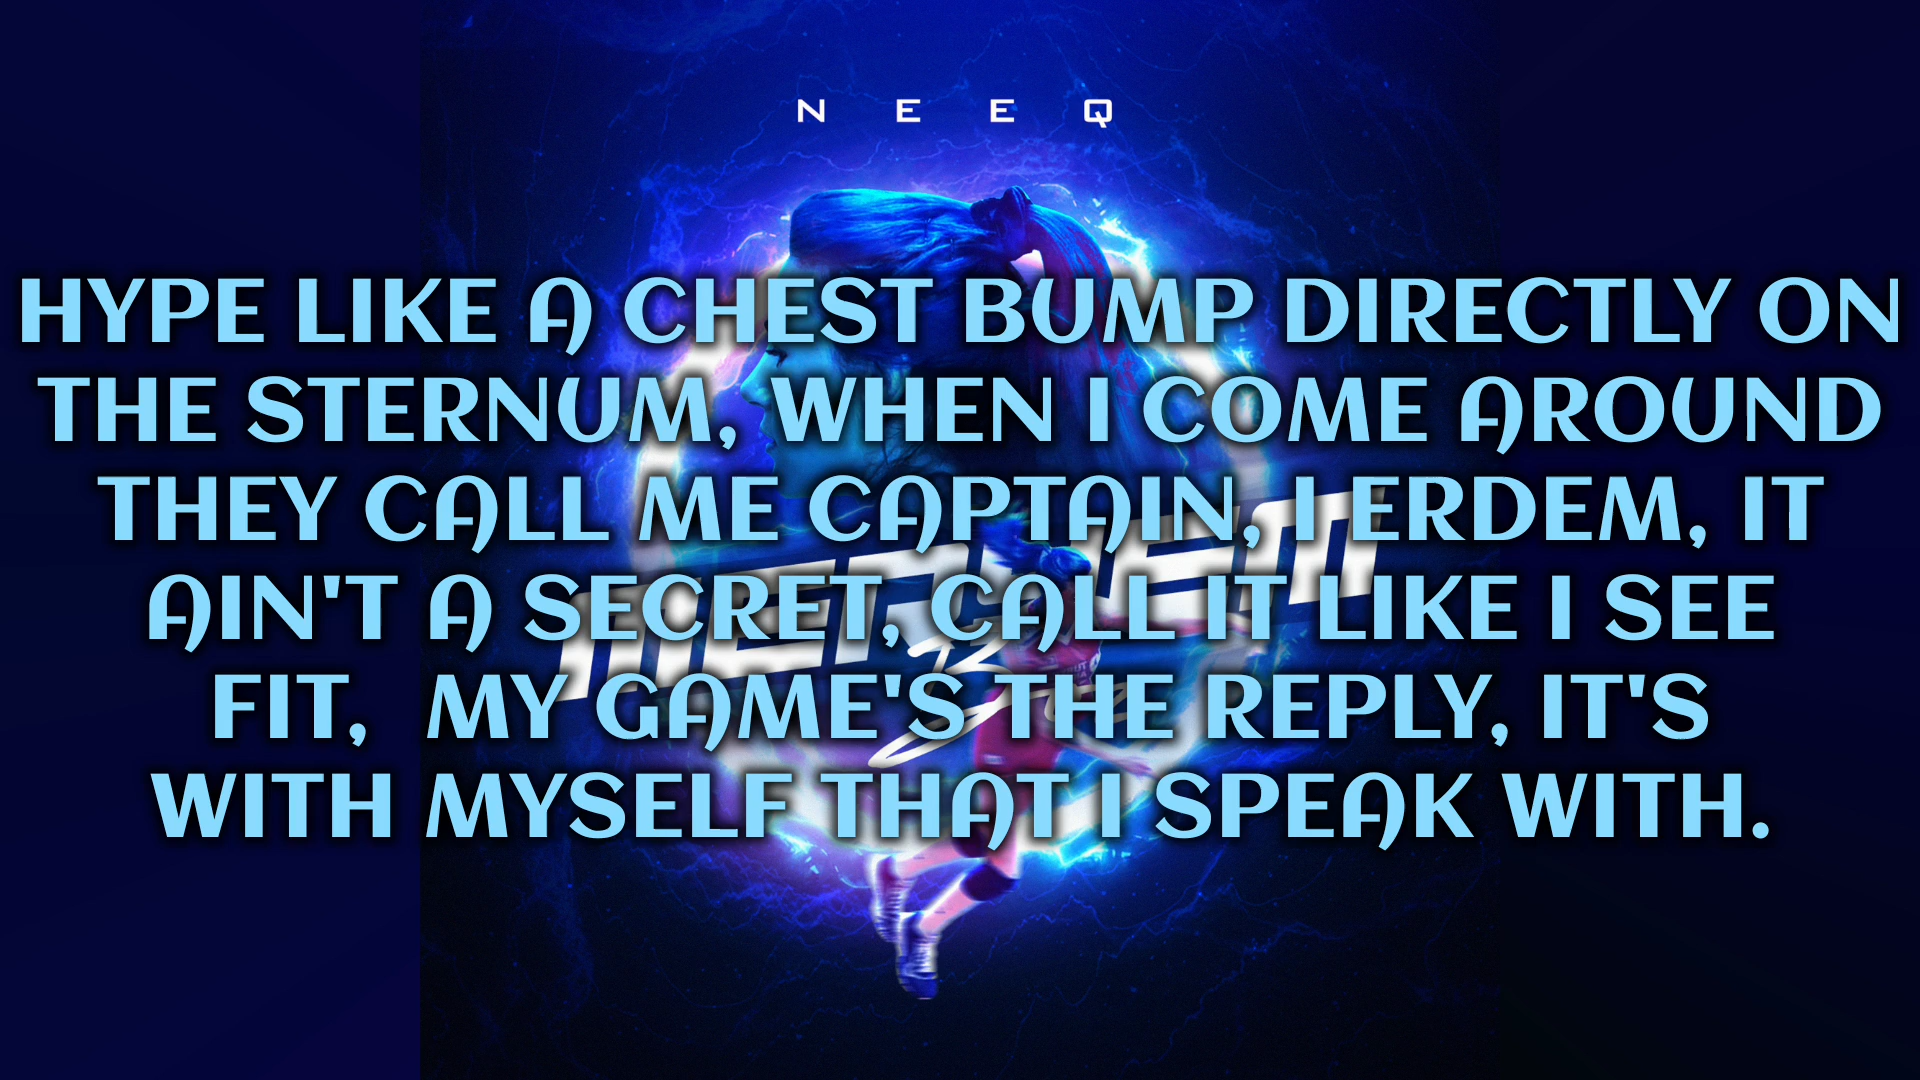 NEEQ
HYPE LIKE A CHEST BUMP DIRECTLY ON
THE STERNUM, WHEN I COME AROUND
THEY CALL ME CAPTAIN, I ERDEM, IT
AIN'T A SECRET, CALL IT LIKE I SEE
FIT, MY GAME'S THE REPLY, IT'S
WITH MYSELF THAT I SPEAK WITH.